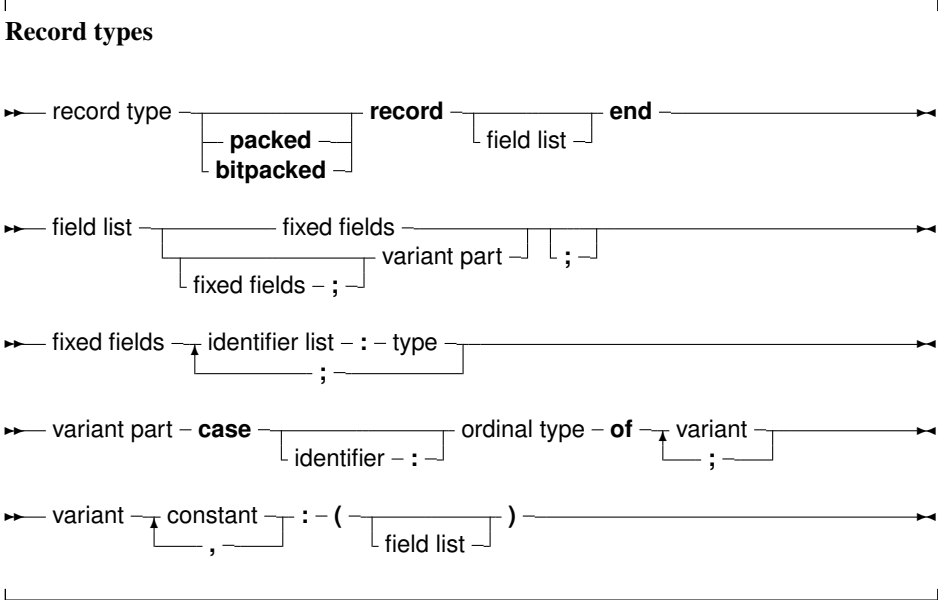 Record types
record type record end
packed field list
bitpacked
field list fixed fields
variant part ;
fixed fields ;
fixed fields identifier list : type
;
variant part case ordinal type of variant
identifier : ;
variant constant : ( )
, field list